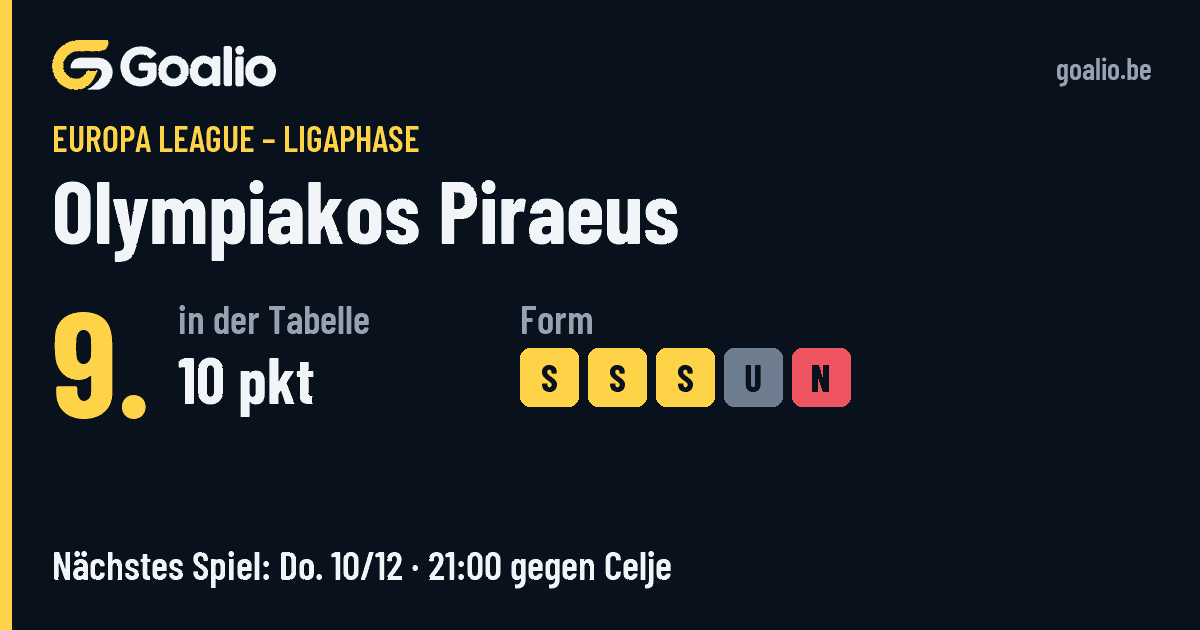 Goalio
goalio.be
EUROPA LEAGUE – LIGAPHASE
Olympiakos Piraeus
9.
in der Tabelle
10 pkt
Form
S S S U N
Nächstes Spiel: Do. 10/12 · 21:00 gegen Celje